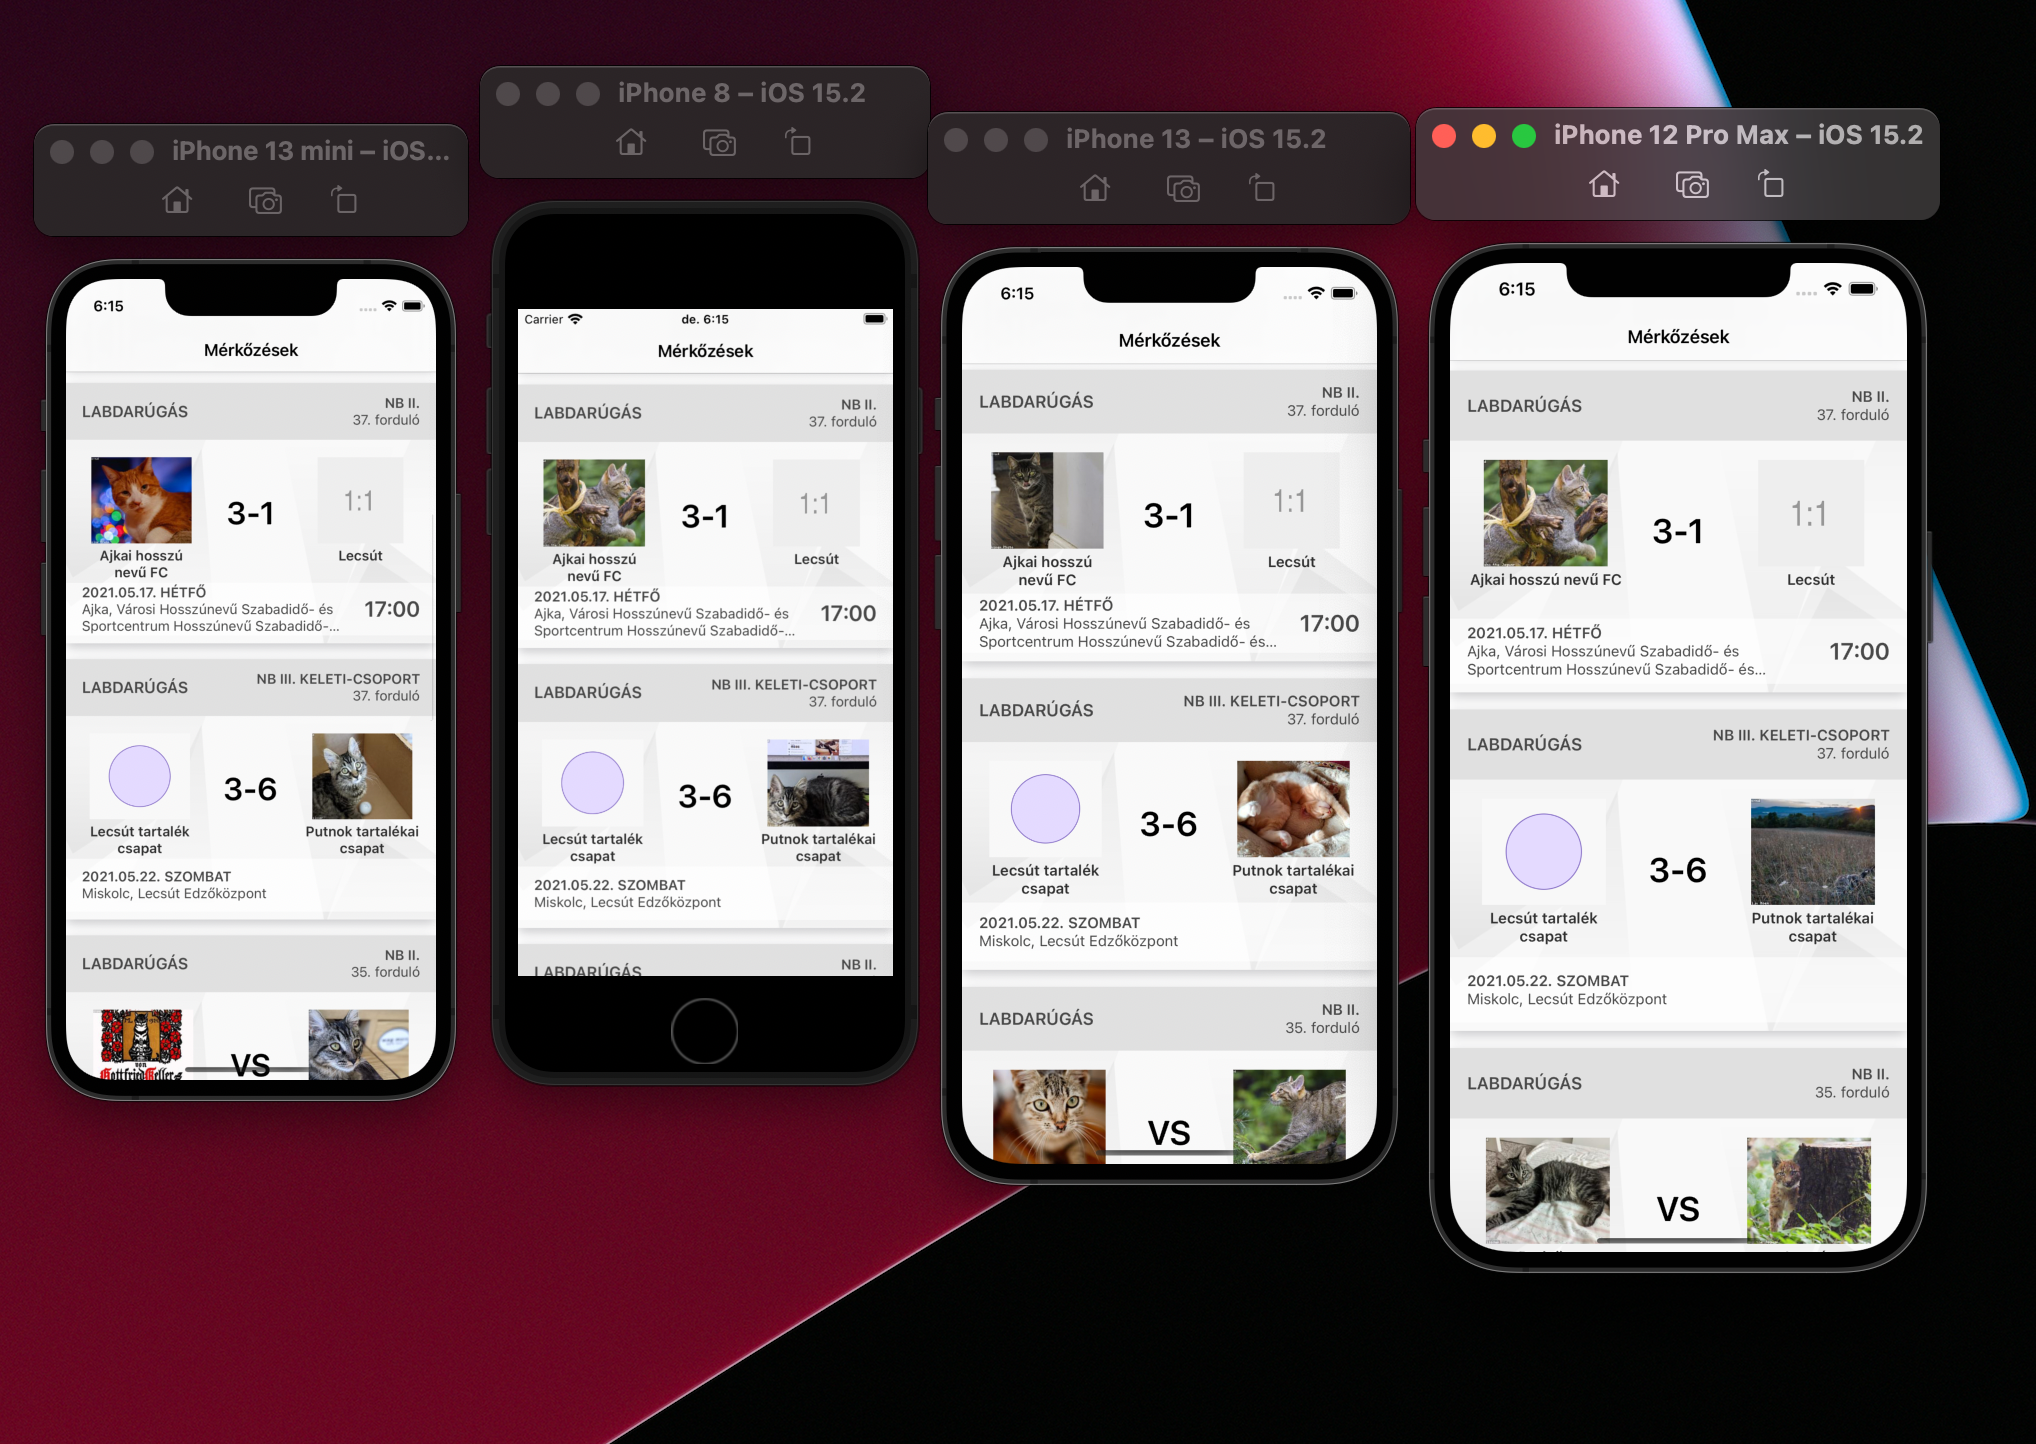 iPhone 13 mini – iOS...
6:15
Mérkőzések
LABDARÚGÁS
NB II.
37. forduló
3-1
1:1
Ajkai hosszú
nevű FC
Lecsút
2021.05.17. HÉTFŐ
Ajka, Városi Hosszúnevű Szabadidő- és
Sportcentrum Hosszúnevű Szabadidő-...
17:00
LABDARÚGÁS
NB III. KELETI-CSOPORT
37. forduló
3-6
Lecsút tartalék
csapat
Putnok tartalékai
csapat
2021.05.22. SZOMBAT
Miskolc, Lecsút Edzőközpont
LABDARÚGÁS
NB II.
35. forduló
VS
von
Gottfried Keller
iPhone 8 – iOS 15.2
Carrier
de. 6:15
Mérkőzések
LABDARÚGÁS
NB II.
37. forduló
3-1
1:1
Ajkai hosszú
nevű FC
Lecsút
2021.05.17. HÉTFŐ
Ajka, Városi Hosszúnevű Szabadidő- és
Sportcentrum Hosszúnevű Szabadidő-...
17:00
LABDARÚGÁS
NB III. KELETI-CSOPORT
37. forduló
3-6
Lecsút tartalék
csapat
Putnok tartalékai
csapat
2021.05.22. SZOMBAT
Miskolc, Lecsút Edzőközpont
LABDARÚGÁS
NB II.
iPhone 13 – iOS 15.2
6:15
Mérkőzések
LABDARÚGÁS
NB II.
37. forduló
3-1
1:1
Ajkai hosszú
nevű FC
Lecsút
2021.05.17. HÉTFŐ
Ajka, Városi Hosszúnevű Szabadidő- és
Sportcentrum Hosszúnevű Szabadidő- és...
17:00
LABDARÚGÁS
NB III. KELETI-CSOPORT
37. forduló
3-6
Lecsút tartalék
csapat
Putnok tartalékai
csapat
2021.05.22. SZOMBAT
Miskolc, Lecsút Edzőközpont
LABDARÚGÁS
NB II.
35. forduló
VS
iPhone 12 Pro Max – iOS 15.2
6:15
Mérkőzések
LABDARÚGÁS
NB II.
37. forduló
3-1
1:1
Ajkai hosszú nevű FC
Lecsút
2021.05.17. HÉTFŐ
Ajka, Városi Hosszúnevű Szabadidő- és
Sportcentrum Hosszúnevű Szabadidő- és...
17:00
LABDARÚGÁS
NB III. KELETI-CSOPORT
37. forduló
3-6
Lecsút tartalék
csapat
Putnok tartalékai
csapat
2021.05.22. SZOMBAT
Miskolc, Lecsút Edzőközpont
LABDARÚGÁS
NB II.
35. forduló
VS